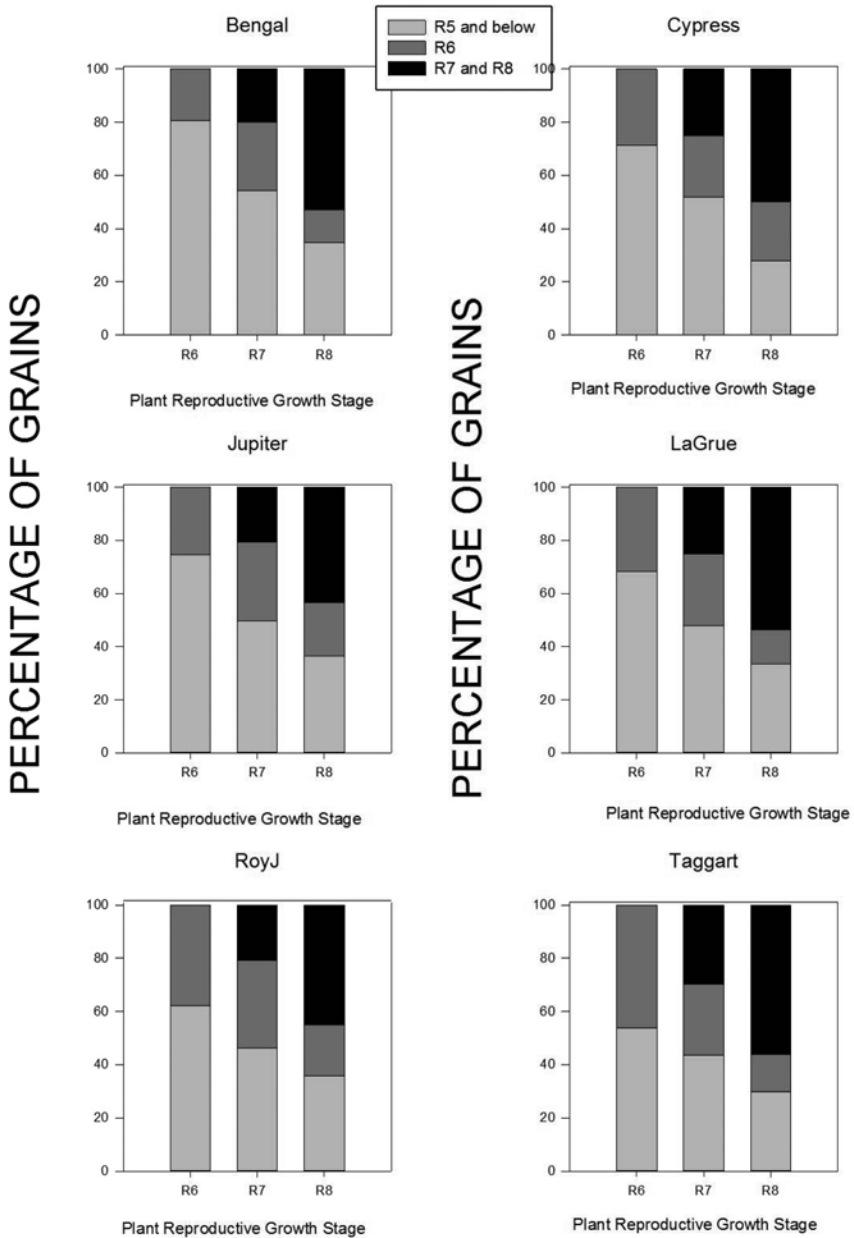 R5 and below
R6
R7 and R8
PERCENTAGE OF GRAINS
Bengal
100
80
60
40
20
0
R6 R7 R8
Plant Reproductive Growth Stage
Jupiter
100
80
60
40
20
0
R6 R7 R8
Plant Reproductive Growth Stage
RoyJ
100
80
60
40
20
0
R6 R7 R8
Plant Reproductive Growth Stage
PERCENTAGE OF GRAINS
Cypress
100
80
60
40
20
0
R6 R7 R8
Plant Reproductive Growth Stage
LaGrue
100
80
60
40
20
0
R6 R7 R8
Plant Reproductive Growth Stage
Taggart
100
80
60
40
20
0
R6 R7 R8
Plant Reproductive Growth Stage